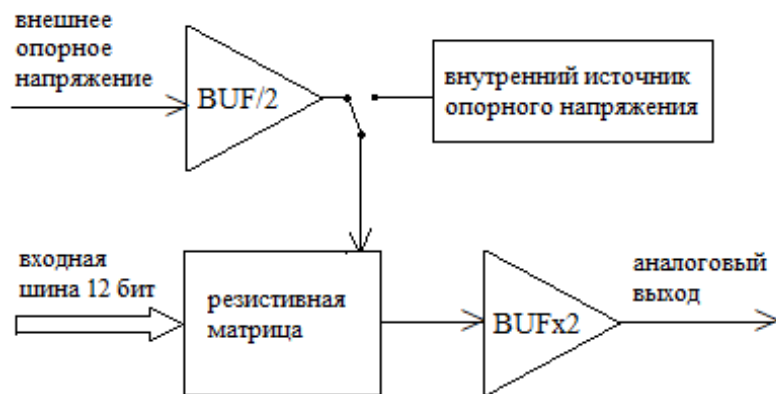 внешнее
опорное
напряжение
BUF/2
внутренний источник
опорного напряжения
входная
шина 12 бит
резистивная
матрица
BUFx2
аналоговый
выход